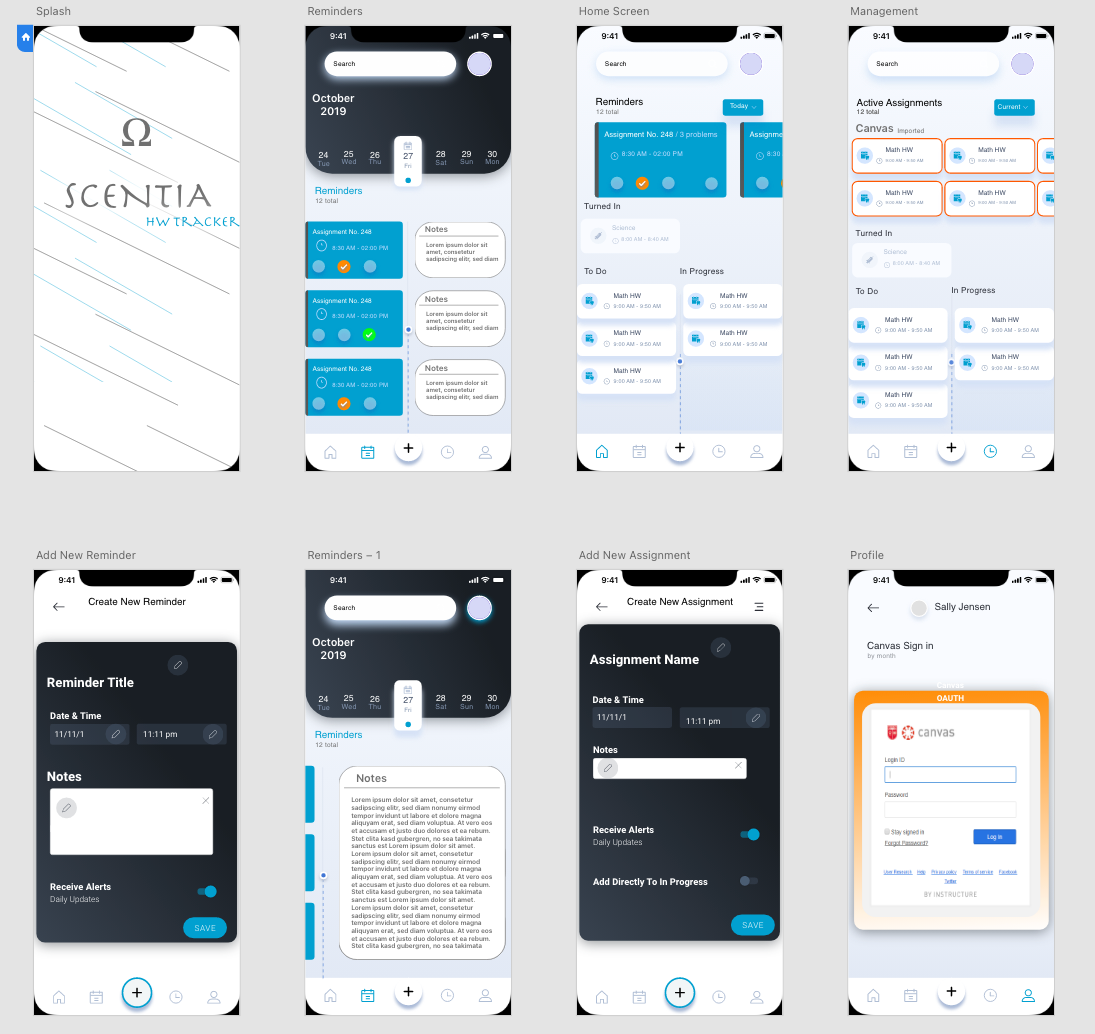 Splash
Ω
SCENTIA
HW TRACKER
Reminders
9:41
Search
October
2019
24 25 26 27 28 29 30
Tue Wed Thu Fri Sat Sun Mon
Reminders
12 total
Assignment No. 248
8:30 AM - 02:00 PM
Notes
Lorem ipsum dolor sit
amet, consetetur
sadipscing elitr, sed diam
Assignment No. 248
8:30 AM - 02:00 PM
Notes
Lorem ipsum dolor sit
amet, consetetur
sadipscing elitr, sed diam
Assignment No. 248
8:30 AM - 02:00 PM
Notes
Lorem ipsum dolor sit
amet, consetetur
sadipscing elitr, sed diam
Home Screen
9:41
Search
Reminders
12 total
Today
Assignment No. 248 / 3 problems
8:30 AM - 02:00 PM
Assignme
8:30
Turned In
Science
8:00 AM - 8:40 AM
To Do
In Progress
Math HW
9:00 AM - 9:50 AM
Math HW
9:00 AM - 9:50 AM
Math HW
9:00 AM - 9:50 AM
Math HW
9:00 AM - 9:50 AM
Math HW
9:00 AM - 9:50 AM
Management
9:41
Search
Active Assignments
12 total
Current
Canvas Imported
Math HW
9:00 AM - 9:50 AM
Math HW
9:00 AM - 9:50 AM
Math HW
9:00 AM - 9:50 AM
Math HW
9:00 AM - 9:50 AM
Turned In
Science
8:00 AM - 8:40 AM
To Do
In Progress
Math HW
9:00 AM - 9:50 AM
Math HW
9:00 AM - 9:50 AM
Math HW
9:00 AM - 9:50 AM
Math HW
9:00 AM - 9:50 AM
Math HW
9:00 AM - 9:50 AM
Add New Reminder
9:41
Create New Reminder
Reminder Title
Date & Time
11/11/1
11:11 pm
Notes
Receive Alerts
Daily Updates
SAVE
Reminders – 1
9:41
Search
October
2019
24 25 26 27 28 29 30
Tue Wed Thu Fri Sat Sun Mon
Reminders
12 total
Notes
Lorem ipsum dolor sit amet, consetetur
sadipscing elitr, sed diam nonumy eirmod
tempor invidunt ut labore et dolore magna
aliquyam erat, sed diam voluptua. At vero eos
et accusam et justo duo dolores et ea rebum.
Stet clita kasd gubergren, no sea takimata
sanctus est Lorem ipsum dolor sit amet.
Lorem ipsum dolor sit amet, consetetur
sadipscing elitr, sed diam nonumy eirmod
tempor invidunt ut labore et dolore magna
aliquyam erat, sed diam voluptua. At vero eos
et accusam et justo duo dolores et ea rebum.
Stet clita kasd gubergren, no sea takimata
sanctus est Lorem ipsum dolor sit amet.
Lorem ipsum dolor sit amet, consetetur
sadipscing elitr, sed diam nonumy eirmod
tempor invidunt ut labore et dolore magna
aliquyam erat, sed diam voluptua. At vero eos
et accusam et justo duo dolores et ea rebum.
Stet clita kasd gubergren, no sea takimata
Add New Assignment
9:41
Create New Assignment
Assignment Name
Date & Time
11/11/1
11:11 pm
Notes
Receive Alerts
Daily Updates
Add Directly To In Progress
SAVE
Profile
9:41
Sally Jensen
Canvas Sign in
by month
Canvas
OAUTH
canvas
Login ID
Password
Stay signed in
Forgot Password?
Log in
Help
Privacy policy
Terms of service
Facebook
Twitter
BY INSTRUCTURE